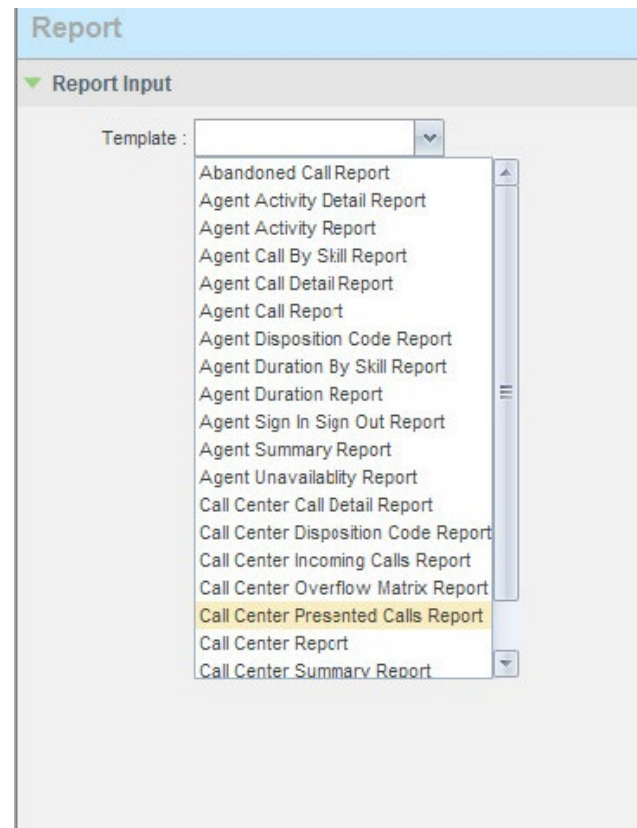 Report
Report Input
Template :
Abandoned Call Report
Agent Activity Detail Report
Agent Activity Report
Agent Call By Skill Report
Agent Call Detail Report
Agent Call Report
Agent Disposition Code Report
Agent Duration By Skill Report
Agent Duration Report
Agent Sign In Sign Out Report
Agent Summary Report
Agent Unavailablity Report
Call Center Call Detail Report
Call Center Disposition Code Report
Call Center Incoming Calls Report
Call Center Overflow Matrix Report
Call Center Presented Calls Report
Call Center Report
Call Center Summary Report